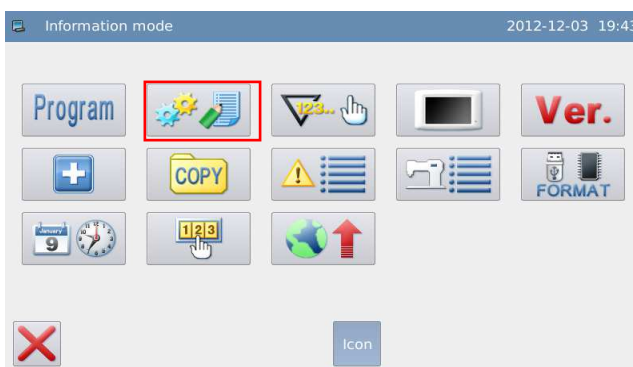 Information mode 2012-12-03 19:43
Program 123.. Ver.
COPY FORMAT
January 9 123
Icon